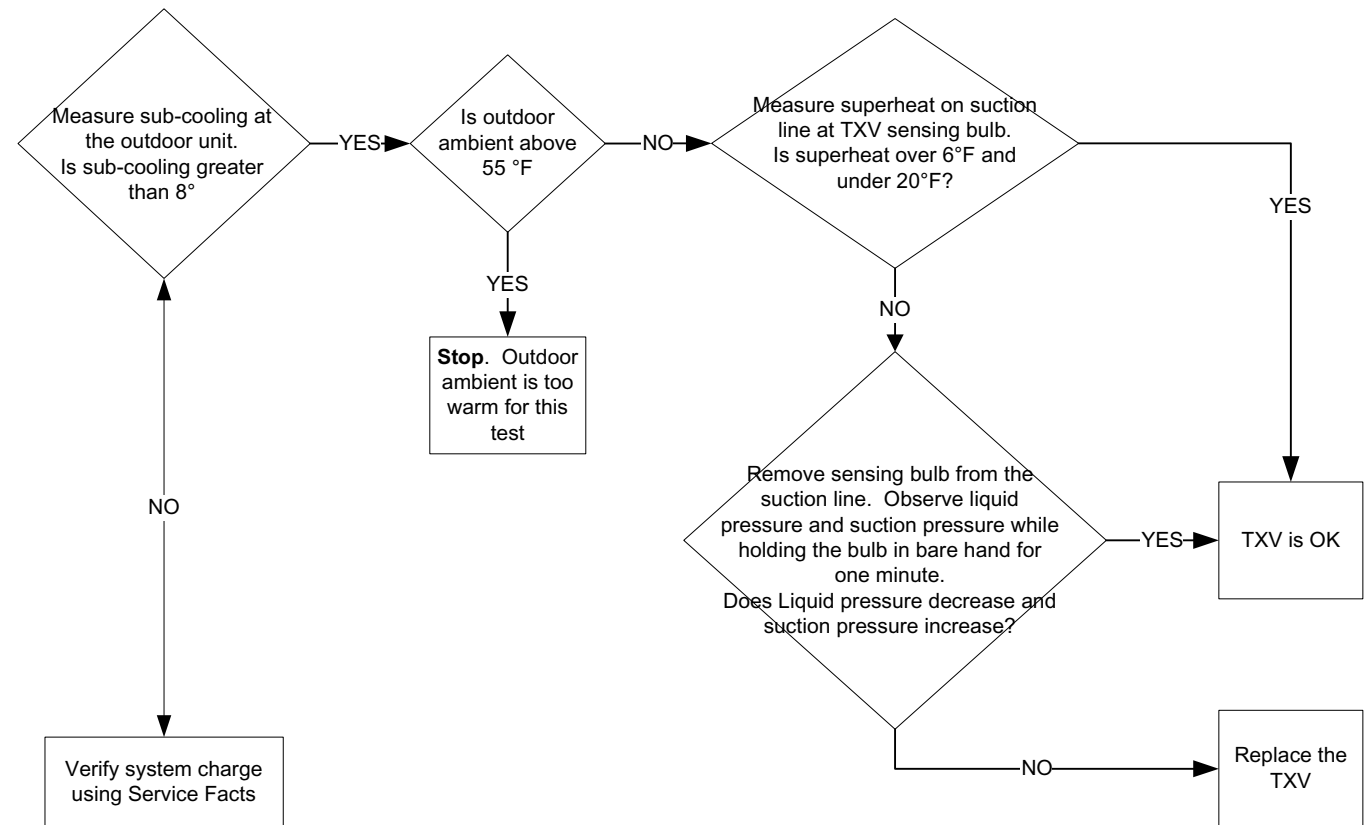 Measure sub-cooling at
the outdoor unit.
Is sub-cooling greater
than 8°
YES
Is outdoor
ambient above
55 °F
NO
Measure superheat on suction
line at TXV sensing bulb.
Is superheat over 6°F and
under 20°F?
YES
YES
NO
Stop.  Outdoor
ambient is too
warm for this
test
NO
Remove sensing bulb from the
suction line.  Observe liquid
pressure and suction pressure while
holding the bulb in bare hand for
one minute.
Does Liquid pressure decrease and
suction pressure increase?
YES
TXV is OK
NO
Replace the
TXV
Verify system charge
using Service Facts